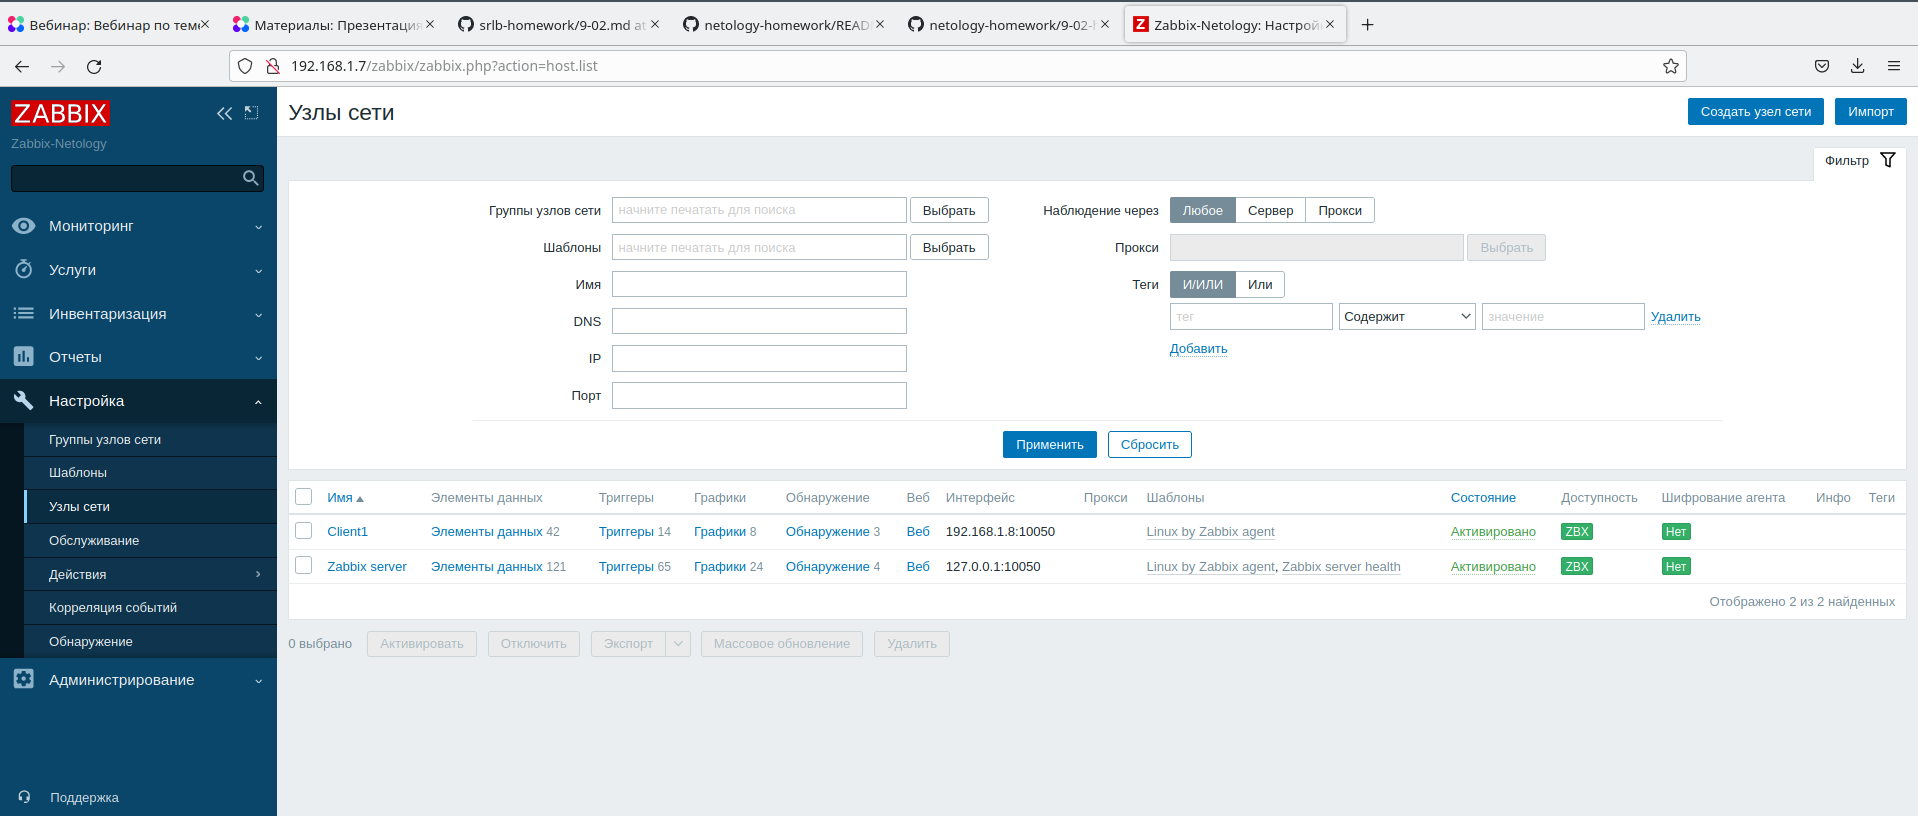 Вебинар: Вебинар по теме
Материалы: Презентация
srlb-homework/9-02.md at
netology-homework/READ
netology-homework/9-02-
Zabbix-Netology: Настрой
192.168.1.7/zabbix/zabbix.php?action=host.list
ZABBIX
Zabbix-Netology
Мониторинг
Услуги
Инвентаризация
Отчеты
Настройка
Группы узлов сети
Шаблоны
Узлы сети
Обслуживание
Действия
Корреляция событий
Обнаружение
Администрирование
Поддержка
Узлы сети
Создать узел сети Импорт
Фильтр
Группы узлов сети начните печатать для поиска Выбрать
Шаблоны начните печатать для поиска Выбрать
Имя
DNS
IP
Порт
Наблюдение через Любое Сервер Прокси
Прокси Выбрать
Теги И/ИЛИ Или
тег Содержит значение Удалить
Добавить
Применить Сбросить
Имя Элементы данных Триггеры Графики Обнаружение Веб Интерфейс Прокси Шаблоны Состояние Доступность Шифрование агента Инфо Теги
Client1 Элементы данных 42 Триггеры 14 Графики 8 Обнаружение 3 Веб 192.168.1.8:10050 Linux by Zabbix agent Активировано ZBX Нет
Zabbix server Элементы данных 121 Триггеры 65 Графики 24 Обнаружение 4 Веб 127.0.0.1:10050 Linux by Zabbix agent, Zabbix server health Активировано ZBX Нет
Отображено 2 из 2 найденных
0 выбрано Активировать Отключить Экспорт Массовое обновление Удалить